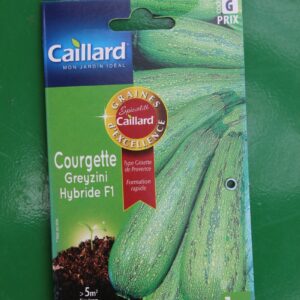 G
PRIX
Caillard
MON JARDIN IDÉAL
GRAINES
Spécialité
Caillard
D'EXCELLENCE
Courgette
Greyzini
Hybride F1
Type Grisette
de Provence
Formation
rapide
> 5m²